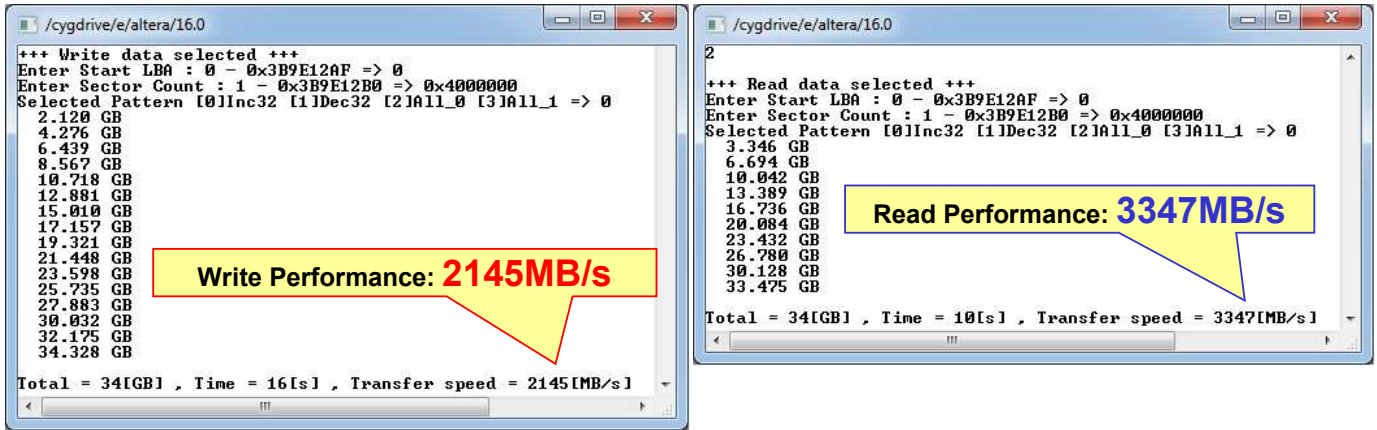 /cygdrive/e/altera/16.0
+++ Write data selected +++
Enter Start LBA : 0 - 0x3B9E12AF => 0
Enter Sector Count : 1 - 0x3B9E12B0 => 0x4000000
Selected Pattern [0]Inc32 [1]Dec32 [2]All_0 [3]All_1 => 0
2.120 GB
4.276 GB
6.439 GB
8.567 GB
10.718 GB
12.881 GB
15.010 GB
17.157 GB
19.321 GB
21.448 GB
23.598 GB
25.735 GB
27.883 GB
30.032 GB
32.175 GB
34.328 GB
Write Performance: 2145MB/s
Total = 34[GB] , Time = 16[s] , Transfer speed = 2145[MB/s]
/cygdrive/e/altera/16.0
2
+++ Read data selected +++
Enter Start LBA : 0 - 0x3B9E12AF => 0
Enter Sector Count : 1 - 0x3B9E12B0 => 0x4000000
Selected Pattern [0]Inc32 [1]Dec32 [2]All_0 [3]All_1 => 0
3.346 GB
6.694 GB
10.042 GB
13.389 GB
16.736 GB
20.084 GB
23.432 GB
26.780 GB
30.128 GB
33.475 GB
Read Performance: 3347MB/s
Total = 34[GB] , Time = 10[s] , Transfer speed = 3347[MB/s]